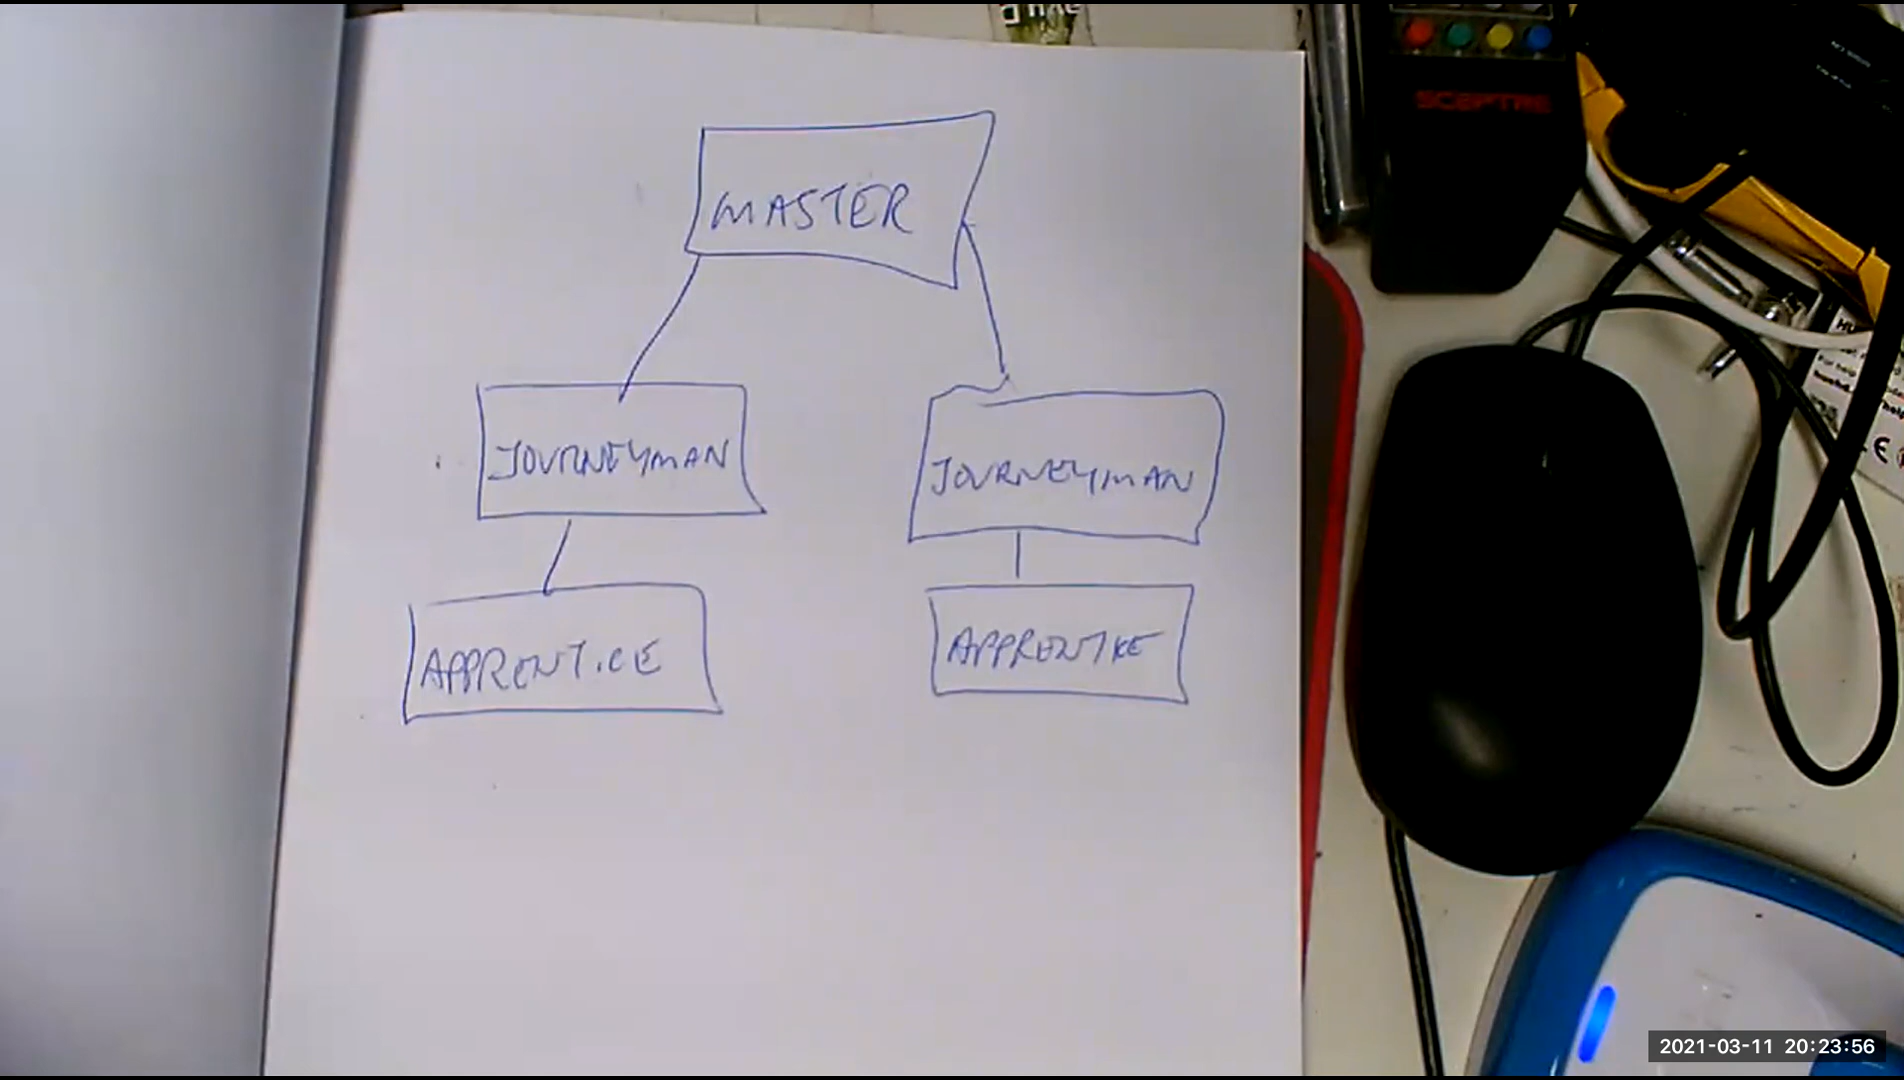 SCEPTRE
MASTER
JOURNEYMAN
JOURNEYMAN
APPRENTICE
APPRENTICE
2021-03-11 20:23:56